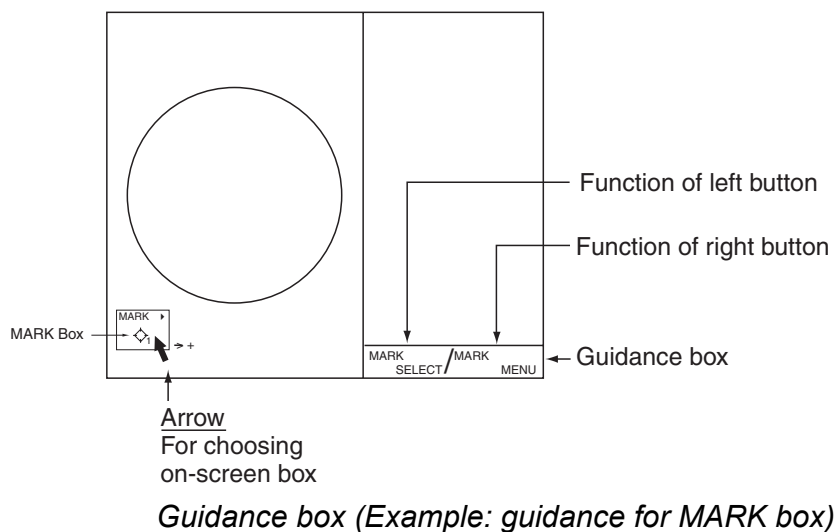 Function of left button
Function of right button
MARK
1
MARK Box
+
MARK
SELECT
/
MARK
MENU
Guidance box
Arrow
For choosing
on-screen box
Guidance box (Example: guidance for MARK box)